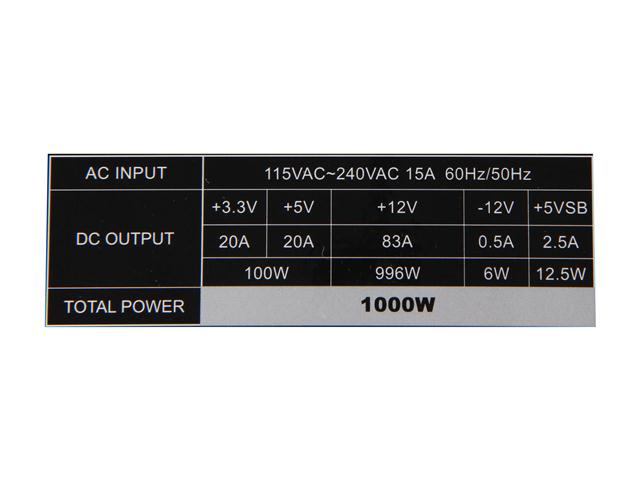 AC INPUT 115VAC~240VAC 15A 60Hz/50Hz
+3.3V +5V +12V -12V +5VSB
DC OUTPUT 20A 20A 83A 0.5A 2.5A
100W 996W 6W 12.5W
TOTAL POWER 1000W